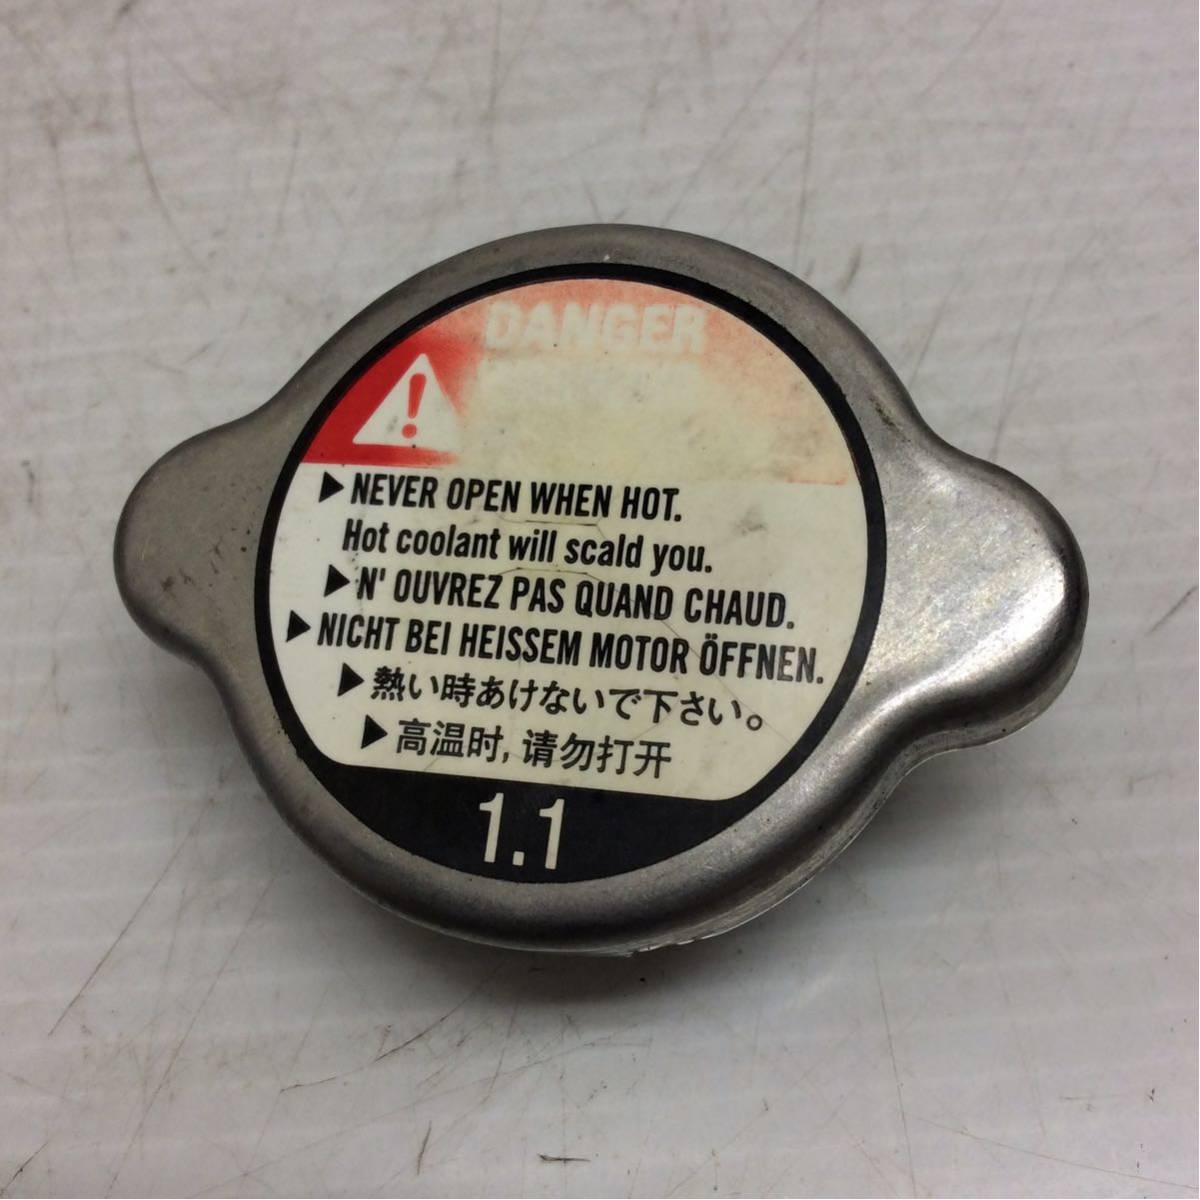 DANGER
▶ NEVER OPEN WHEN HOT.
Hot coolant will scald you.
▶ N' OUVREZ PAS QUAND CHAUD.
▶ NICHT BEI HEISSEM MOTOR ÖFFNEN.
▶ 熱い時あけないで下さい。
▶ 高温时, 请勿打开
1.1